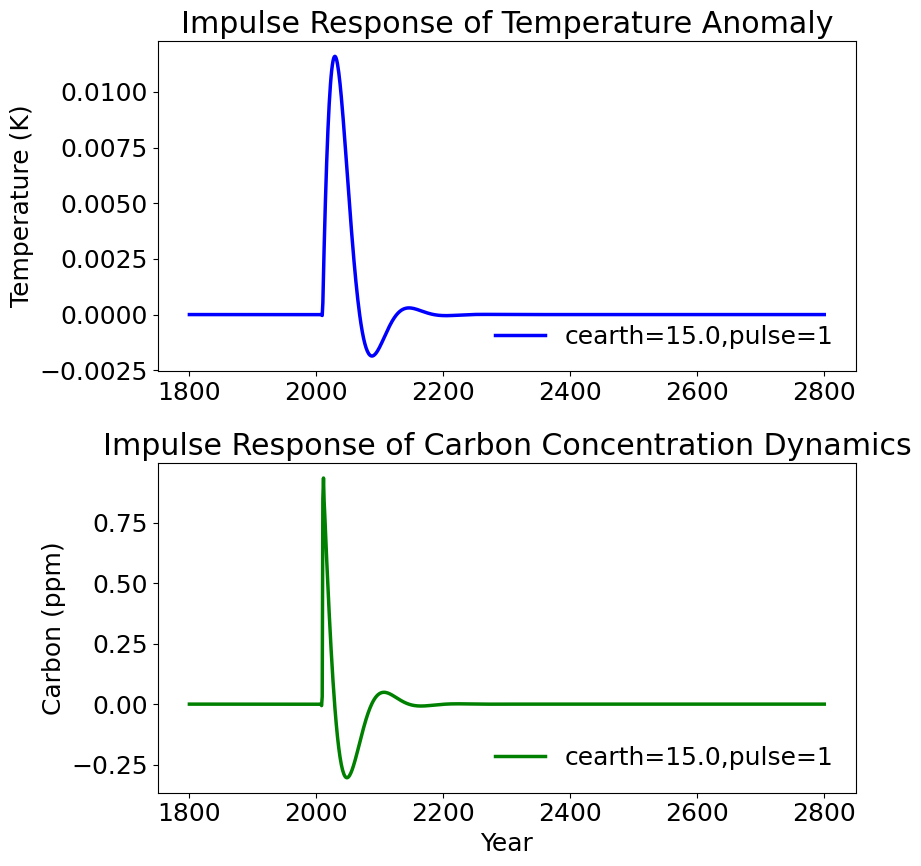 Impulse Response of Temperature Anomaly
Temperature (K)
0.0100
0.0075
0.0050
0.0025
0.0000
−0.0025
cearth=15.0,pulse=1
1800 2000 2200 2400 2600 2800
Impulse Response of Carbon Concentration Dynamics
Carbon (ppm)
0.75
0.50
0.25
0.00
−0.25
cearth=15.0,pulse=1
1800 2000 2200 2400 2600 2800
Year